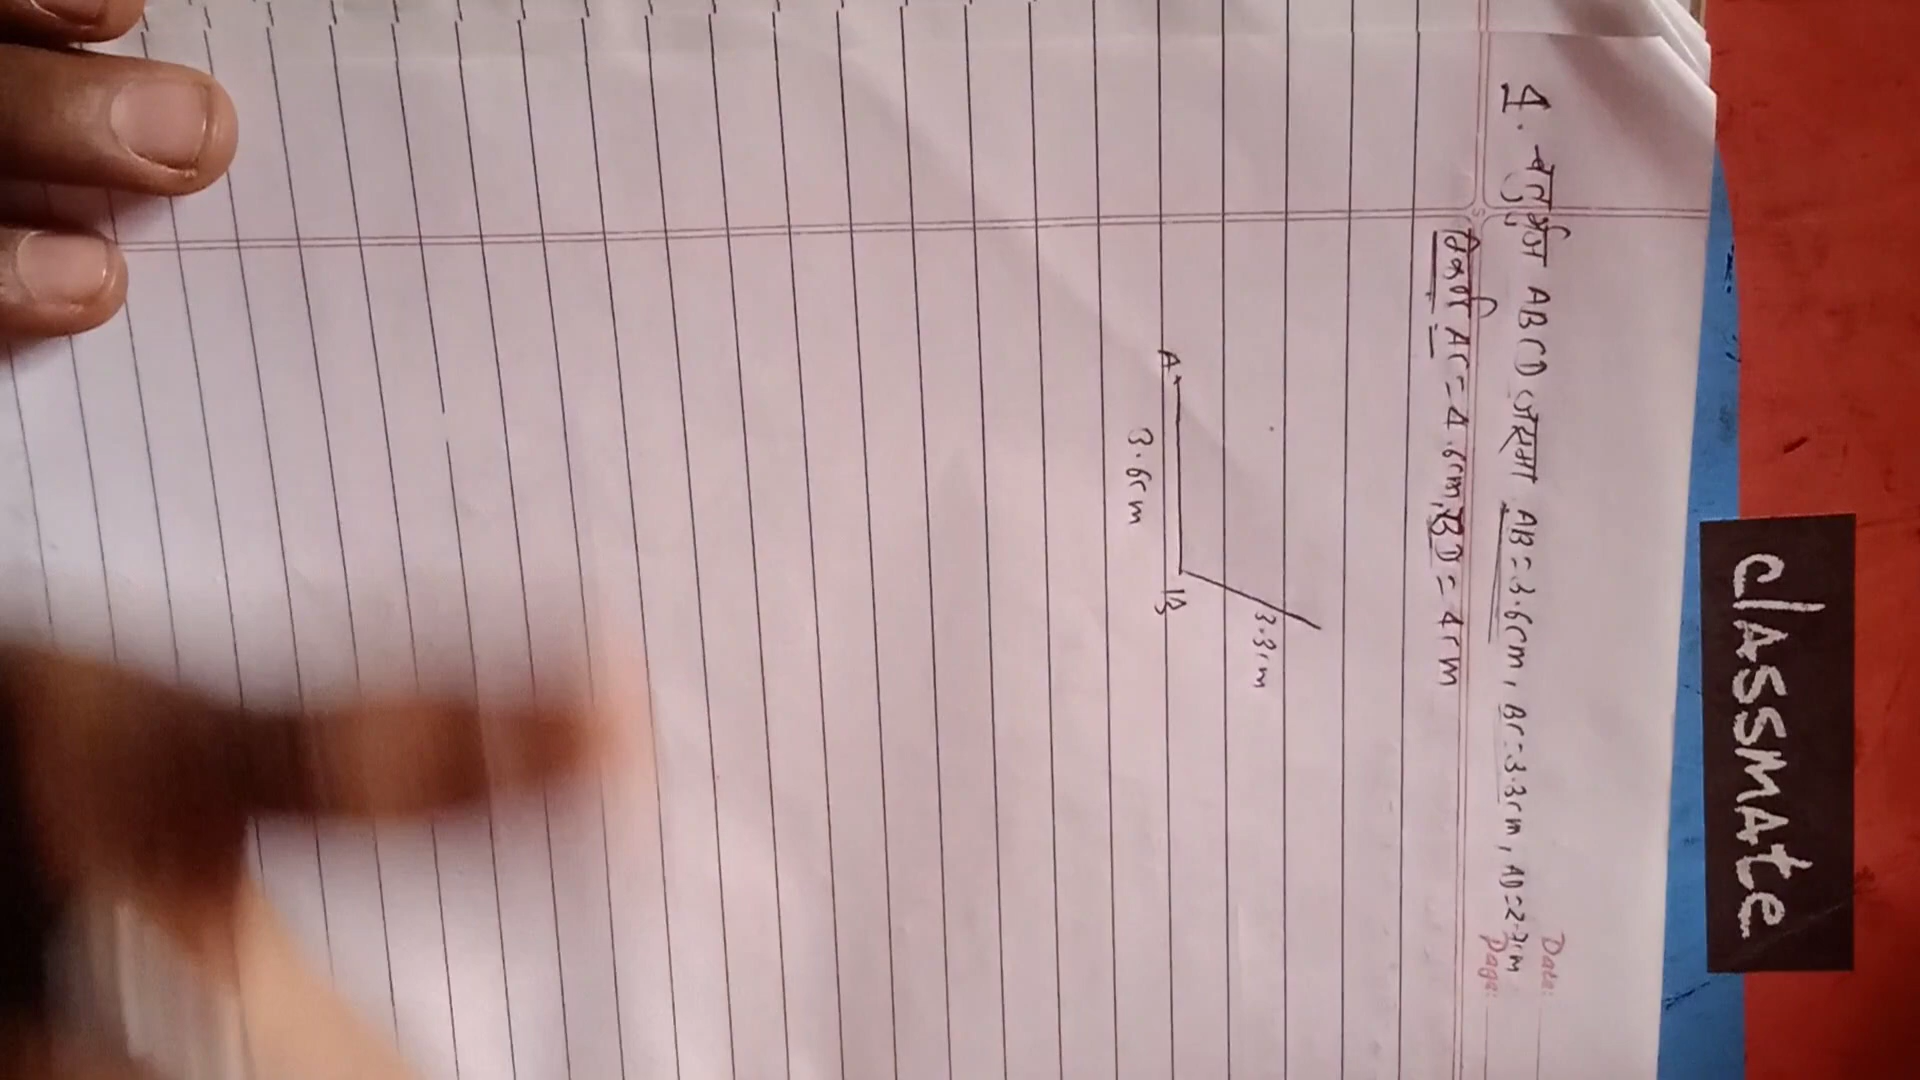 Date:
Page:
4. चतुर्भुज ABCD जसमा AB=3.6cm, BC=3.3cm, AD=2.7cm
विकर्ण AC=4.6cm, BD=4cm
3.3cm
A
B
3.6cm
classmate